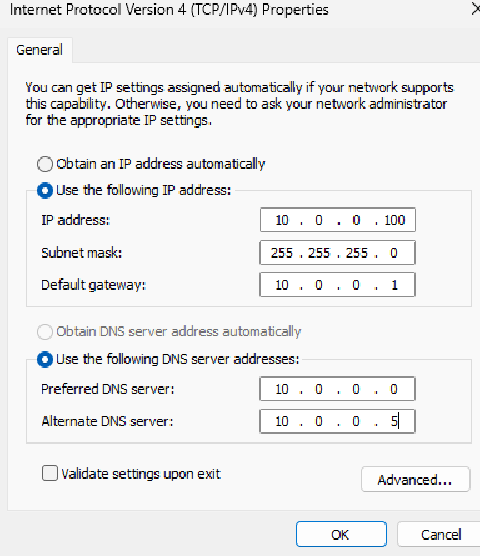 Internet Protocol Version 4 (TCP/IPv4) Properties
General
You can get IP settings assigned automatically if your network supports
this capability. Otherwise, you need to ask your network administrator
for the appropriate IP settings.
Obtain an IP address automatically
Use the following IP address:
IP address: 10 . 0 . 0 . 100
Subnet mask: 255 . 255 . 255 . 0
Default gateway: 10 . 0 . 0 . 1
Obtain DNS server address automatically
Use the following DNS server addresses:
Preferred DNS server: 10 . 0 . 0 . 0
Alternate DNS server: 10 . 0 . 0 . 5
Validate settings upon exit
Advanced...
OK Cancel